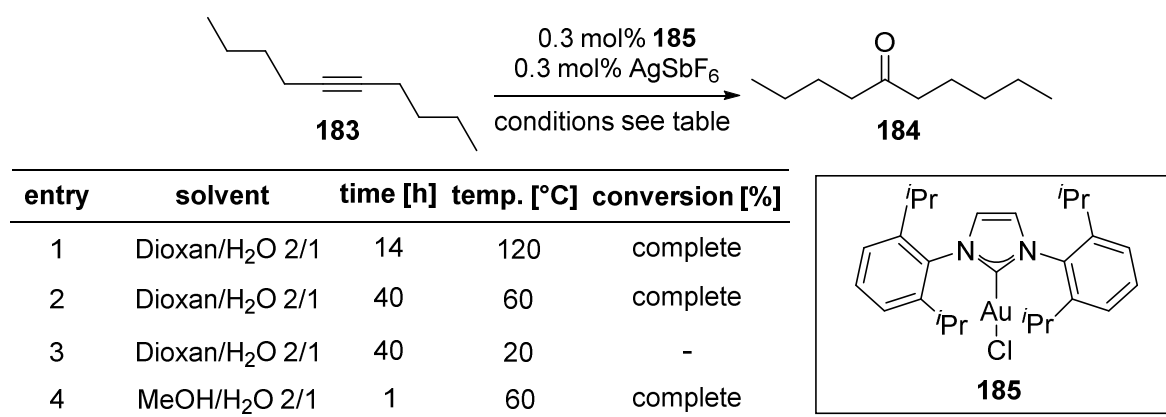 0.3 mol% 185
0.3 mol% AgSbF6
conditions see table
183
O
184
entry solvent time [h] temp. [°C] conversion [%]
1 Dioxan/H2O 2/1 14 120 complete
2 Dioxan/H2O 2/1 40 60 complete
3 Dioxan/H2O 2/1 40 20 -
4 MeOH/H2O 2/1 1 60 complete
iPr iPr
N N
iPr Au iPr
Cl
185